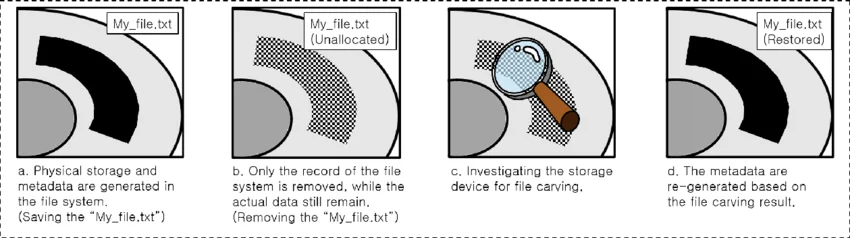 My_file.txt
a. Physical storage and
metadata are generated in
the file system.
(Saving the “My_file.txt”)
My_file.txt
(Unallocated)
b. Only the record of the file
system is removed, while the
actual data still remain.
(Removing the “My_file.txt”)
c. Investigating the storage
device for file carving.
My_file.txt
(Restored)
d. The metadata are
re-generated based on
the file carving result.